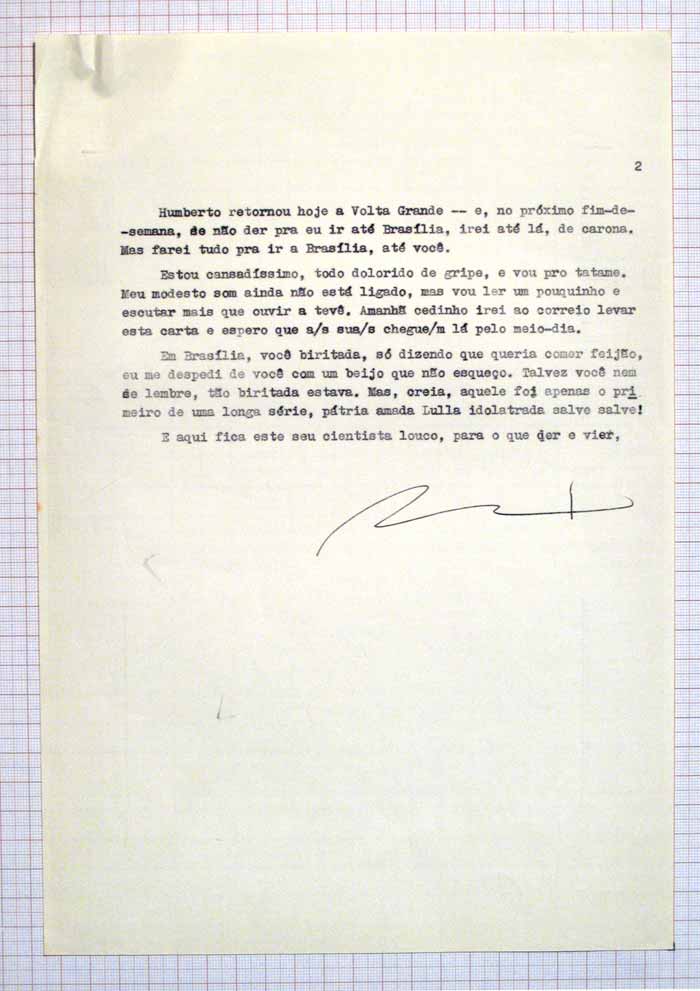 2
Humberto retornou hoje a Volta Grande -- e, no próximo fim-de-
-semana, se não der pra eu ir até Brasília, irei até lá, de carona.
Mas farei tudo pra ir a Brasília, até você.
Estou cansadíssimo, todo dolorido de gripe, e vou pro tatame.
Meu modesto som ainda não está ligado, mas vou ler um pouquinho e
escutar mais que ouvir a tevê. Amanhã cedinho irei ao correio levar
esta carta e espero que a/s sua/s chegue/m lá pelo meio-dia.
Em Brasília, você biritada, só dizendo que queria comer feijão,
eu me despedi de você com um beijo que não esqueço. Talvez você nem
se lembre, tão biritada estava. Mas, creia, aquele foi apenas o pri
meiro de uma longa série, pátria amada Lulla idolatrada salve salve!
E aqui fica este seu cientista louco, para o que der e vier,